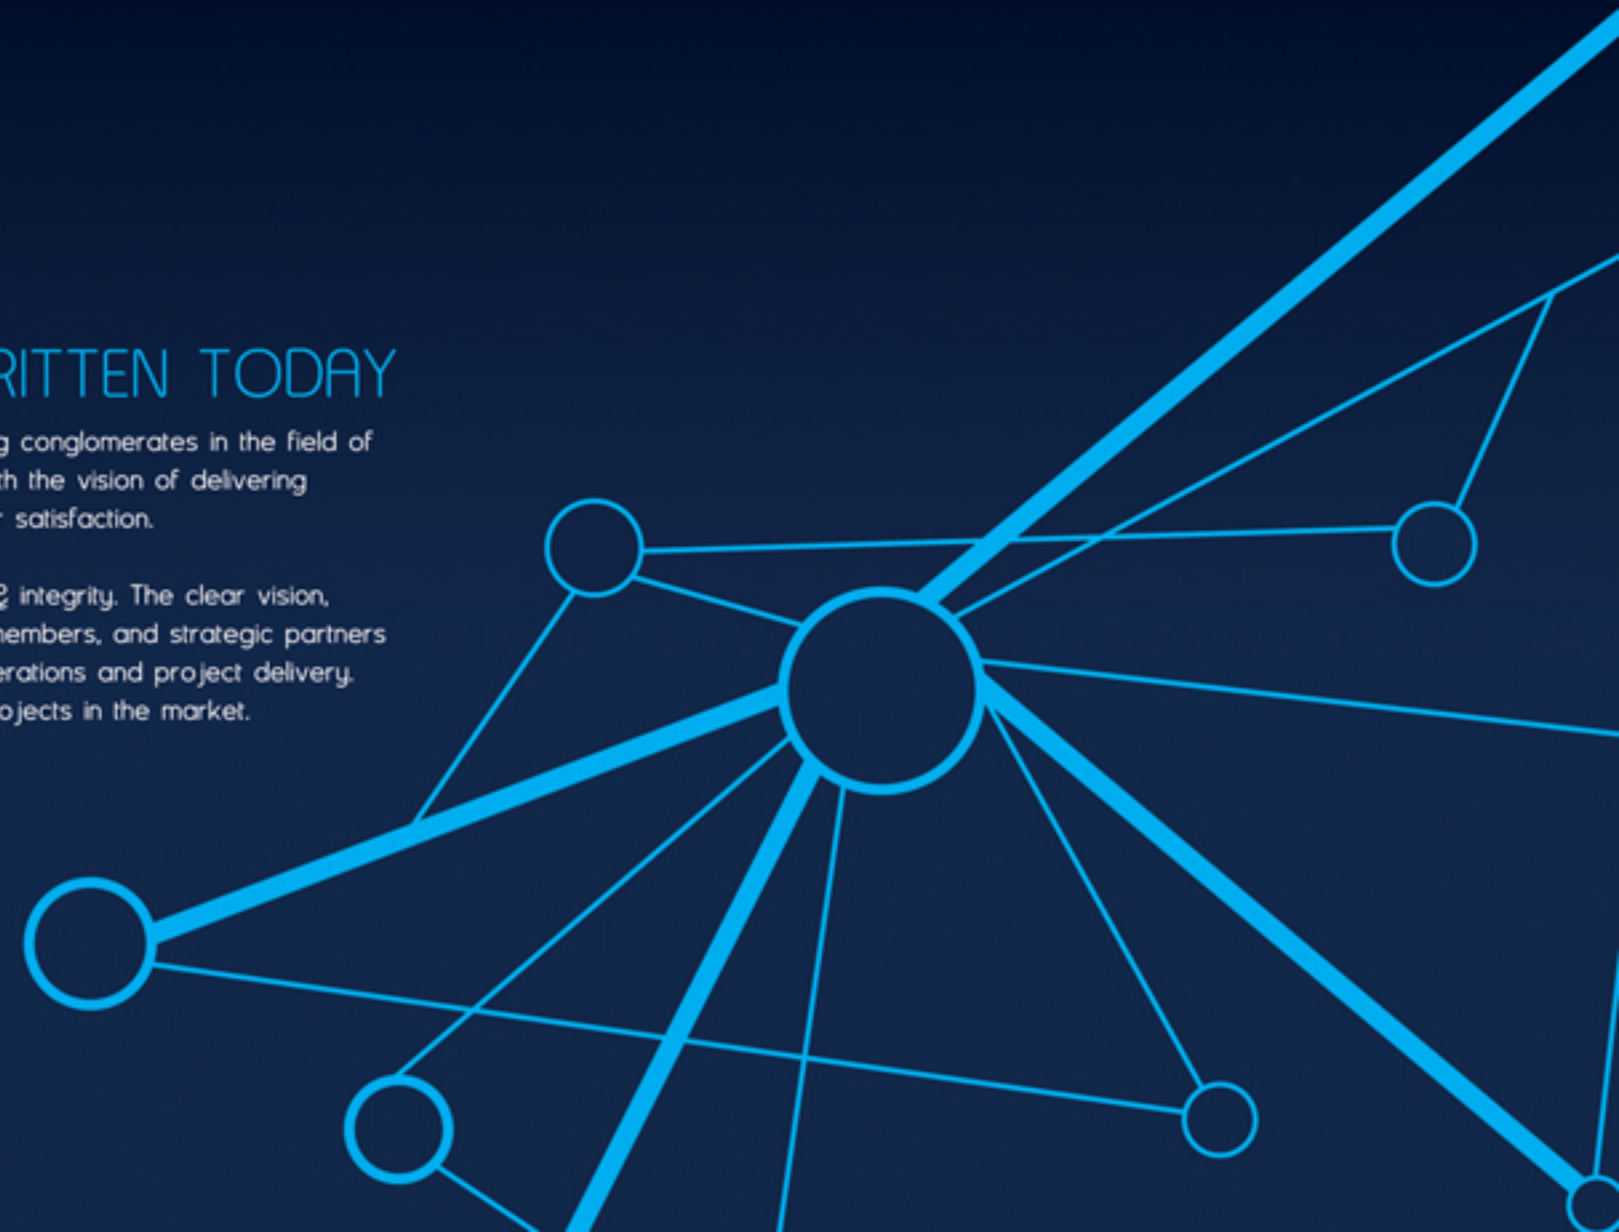 RITTEN TODAY
g conglomerates in the field of
th the vision of delivering
r satisfaction.
& integrity. The clear vision,
members, and strategic partners
erations and project delivery.
ojects in the market.